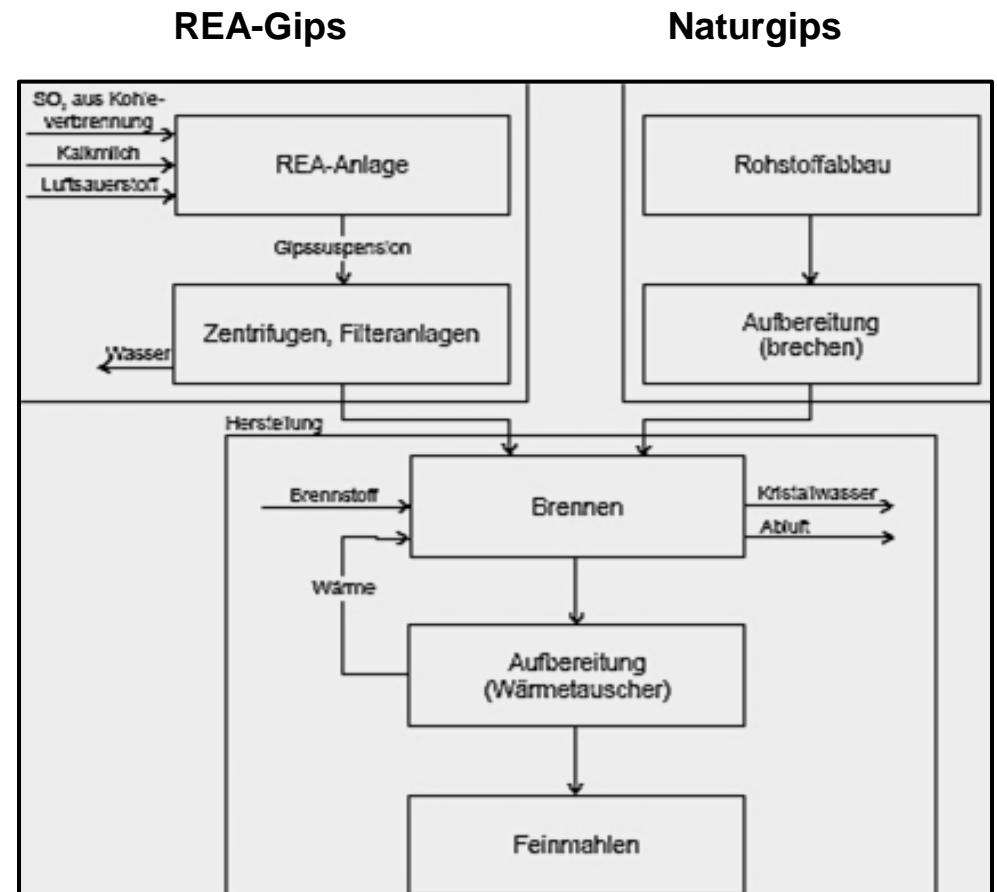 REA-Gips
Naturgips
SO₂ aus Kohle-
verbrennung
Kalkmilch
Luftsauerstoff
REA-Anlage
Rohstoffabbau
Gipssuspension
Zentrifugen, Filteranlagen
Aufbereitung
(brechen)
Wasser
Herstellung
Brennstoff
Brennen
Kristallwasser
Abluft
Wärme
Aufbereitung
(Wärmetauscher)
Feinmahlen